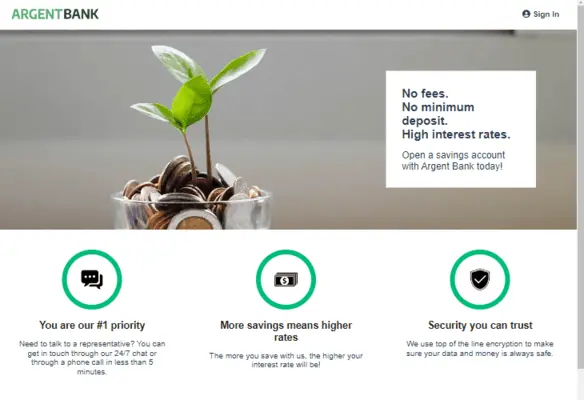 ARGENTBANK
Sign In
No fees.
No minimum
deposit.
High interest rates.
Open a savings account
with Argent Bank today!
You are our #1 priority
Need to talk to a representative? You can
get in touch through our 24/7 chat or
through a phone call in less than 5
minutes.
More savings means higher
rates
The more you save with us, the higher your
interest rate will be!
Security you can trust
We use top of the line encryption to make
sure your data and money is always safe.